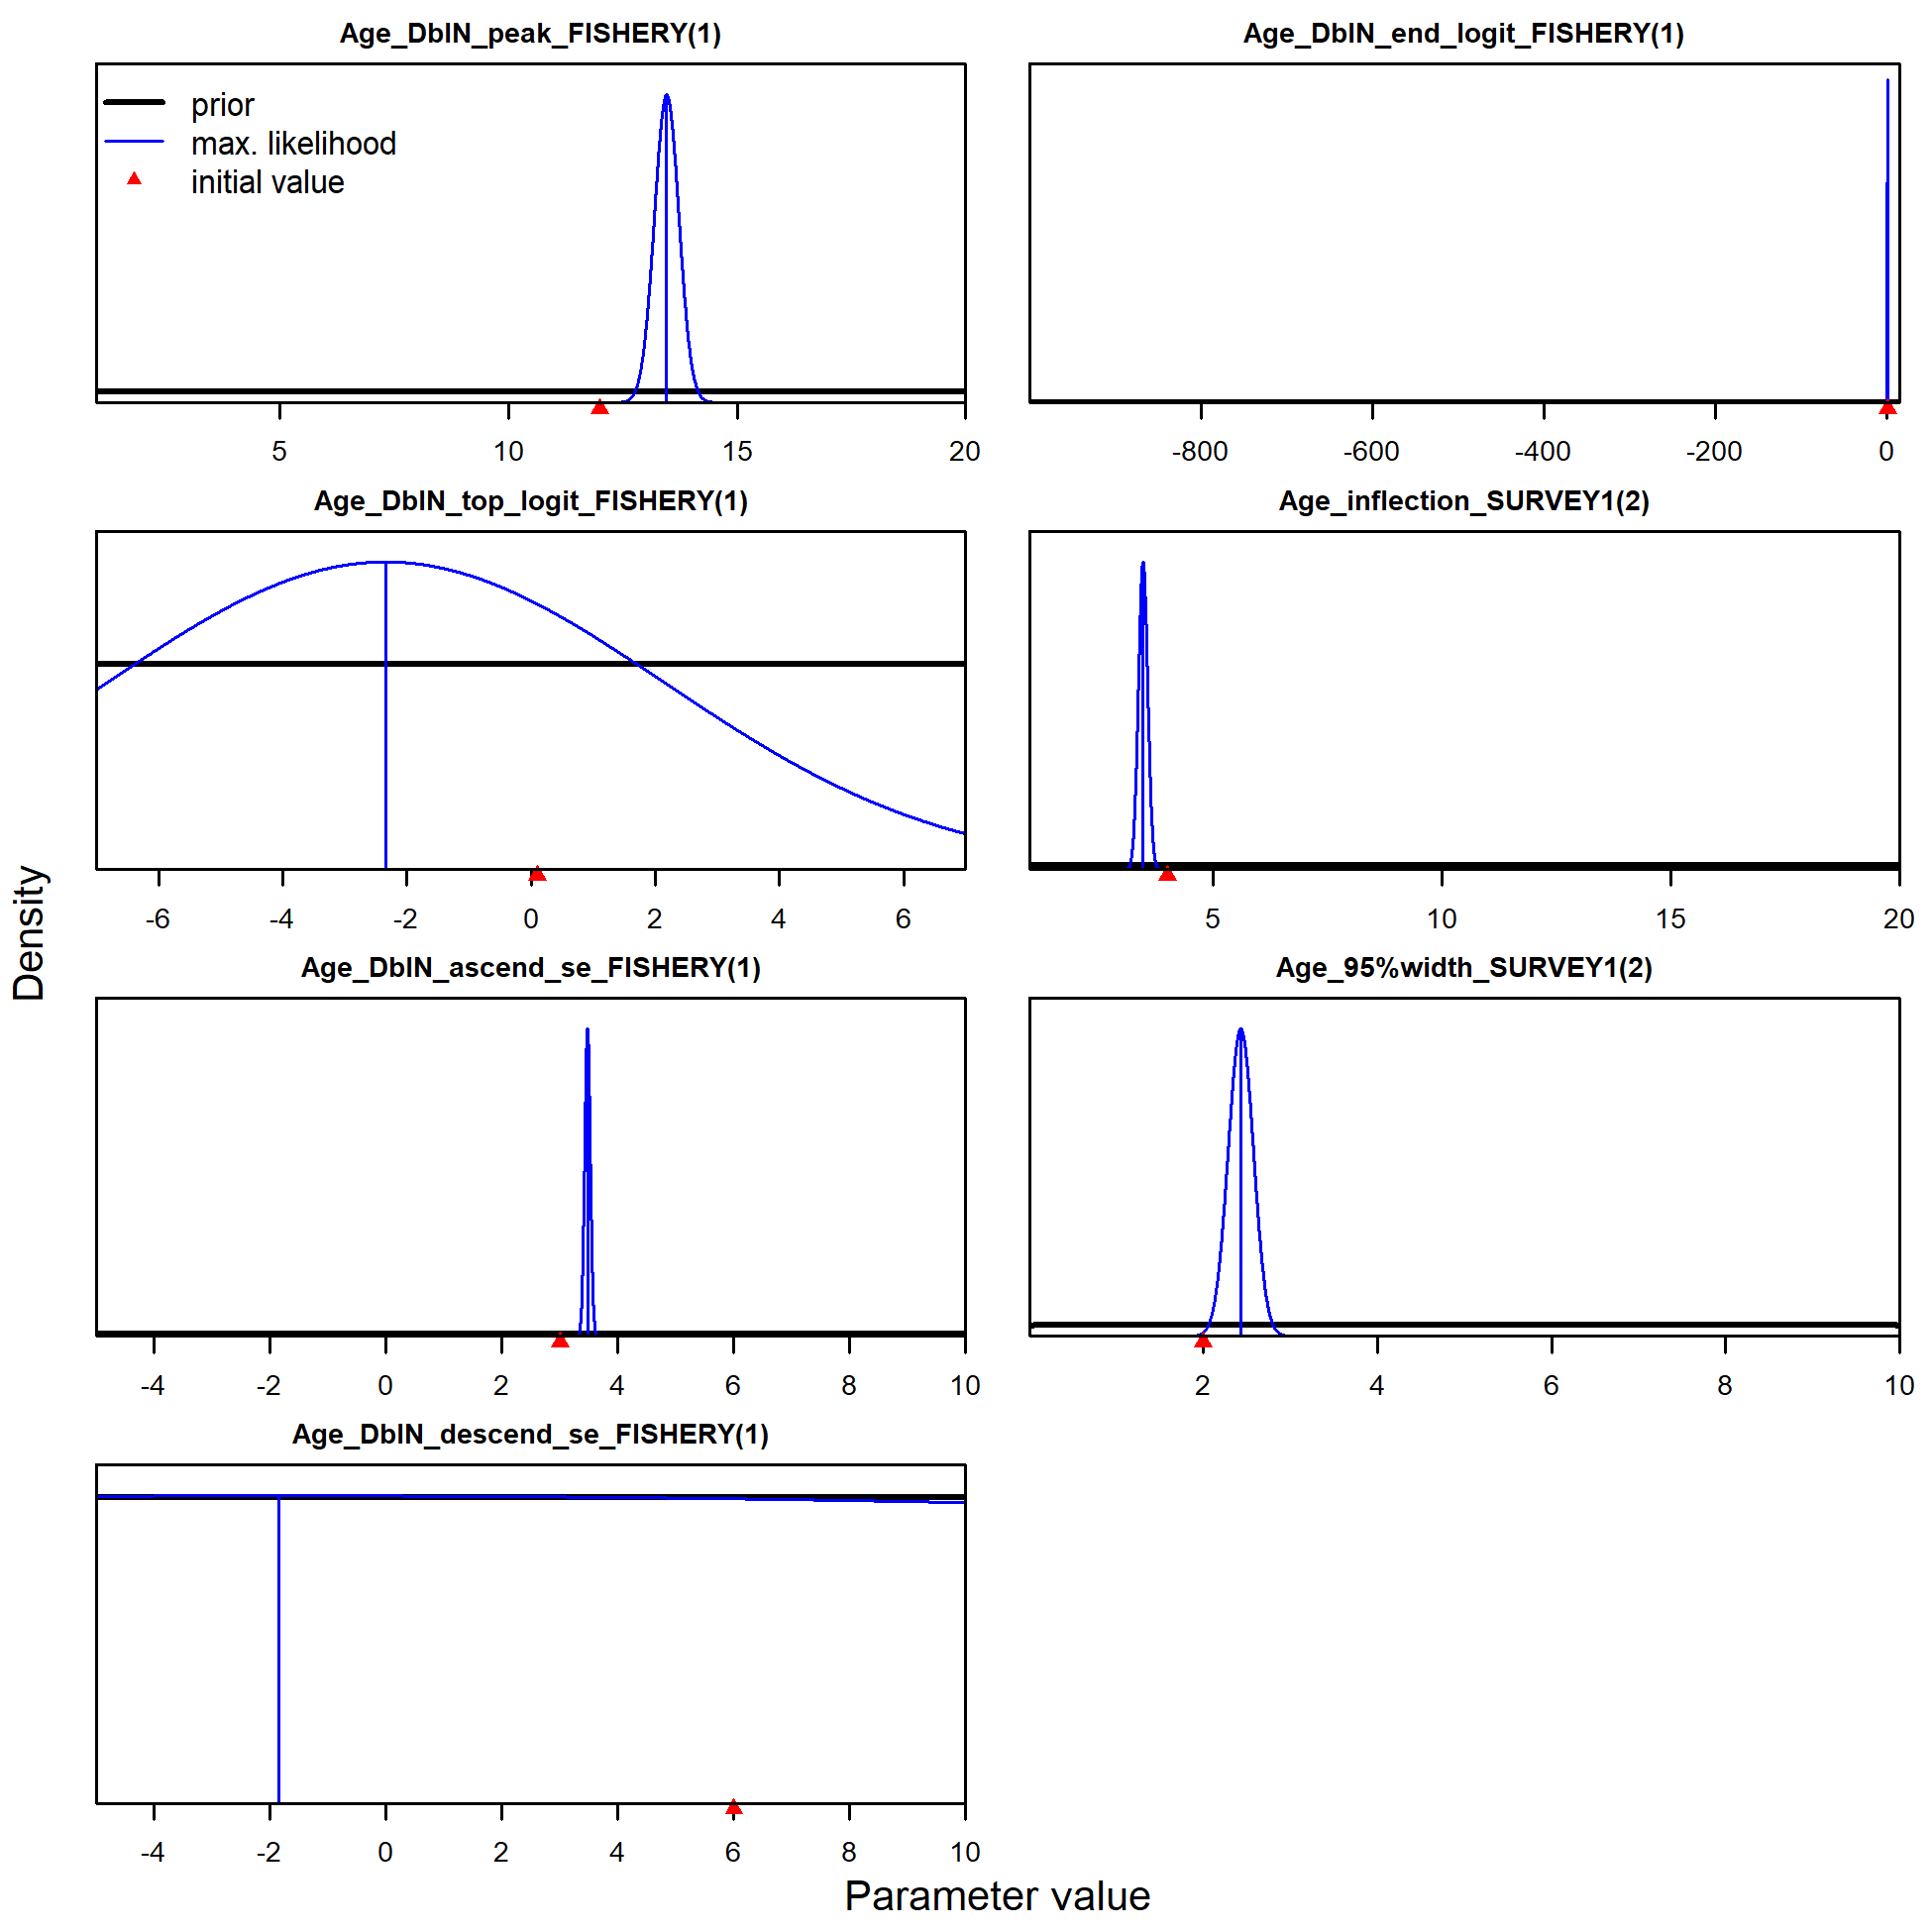 Age_DblN_peak_FISHERY(1)
prior
max. likelihood
initial value
5 10 15 20
Age_DblN_end_logit_FISHERY(1)
-800 -600 -400 -200 0
Age_DblN_top_logit_FISHERY(1)
-6 -4 -2 0 2 4 6
Age_inflection_SURVEY1(2)
5 10 15 20
Age_DblN_ascend_se_FISHERY(1)
-4 -2 0 2 4 6 8 10
Age_95%width_SURVEY1(2)
2 4 6 8 10
Age_DblN_descend_se_FISHERY(1)
-4 -2 0 2 4 6 8 10
Density
Parameter value